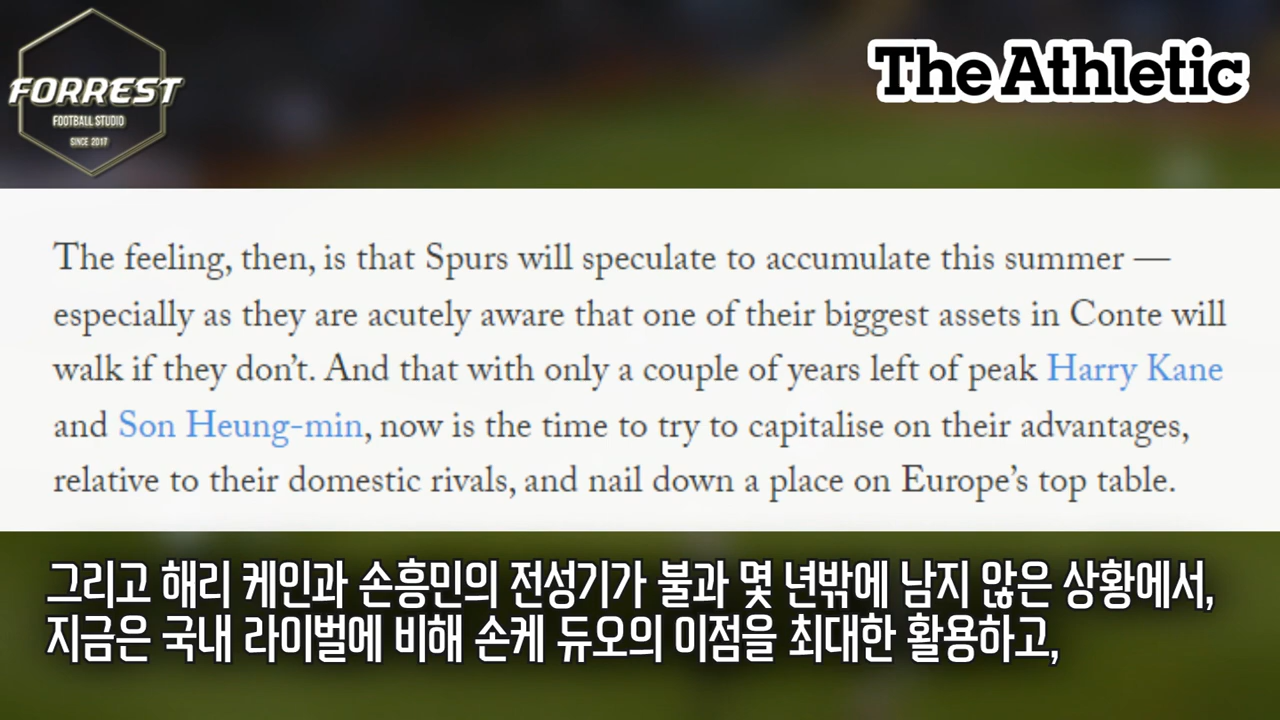 FORREST
FOOTBALL STUDIO
SINCE 2017
The Athletic
The feeling, then, is that Spurs will speculate to accumulate this summer —
especially as they are acutely aware that one of their biggest assets in Conte will
walk if they don’t. And that with only a couple of years left of peak Harry Kane
and Son Heung-min, now is the time to try to capitalise on their advantages,
relative to their domestic rivals, and nail down a place on Europe’s top table.
그리고 해리 케인과 손흥민의 전성기가 불과 몇 년밖에 남지 않은 상황에서,
지금은 국내 라이벌에 비해 손케 듀오의 이점을 최대한 활용하고,